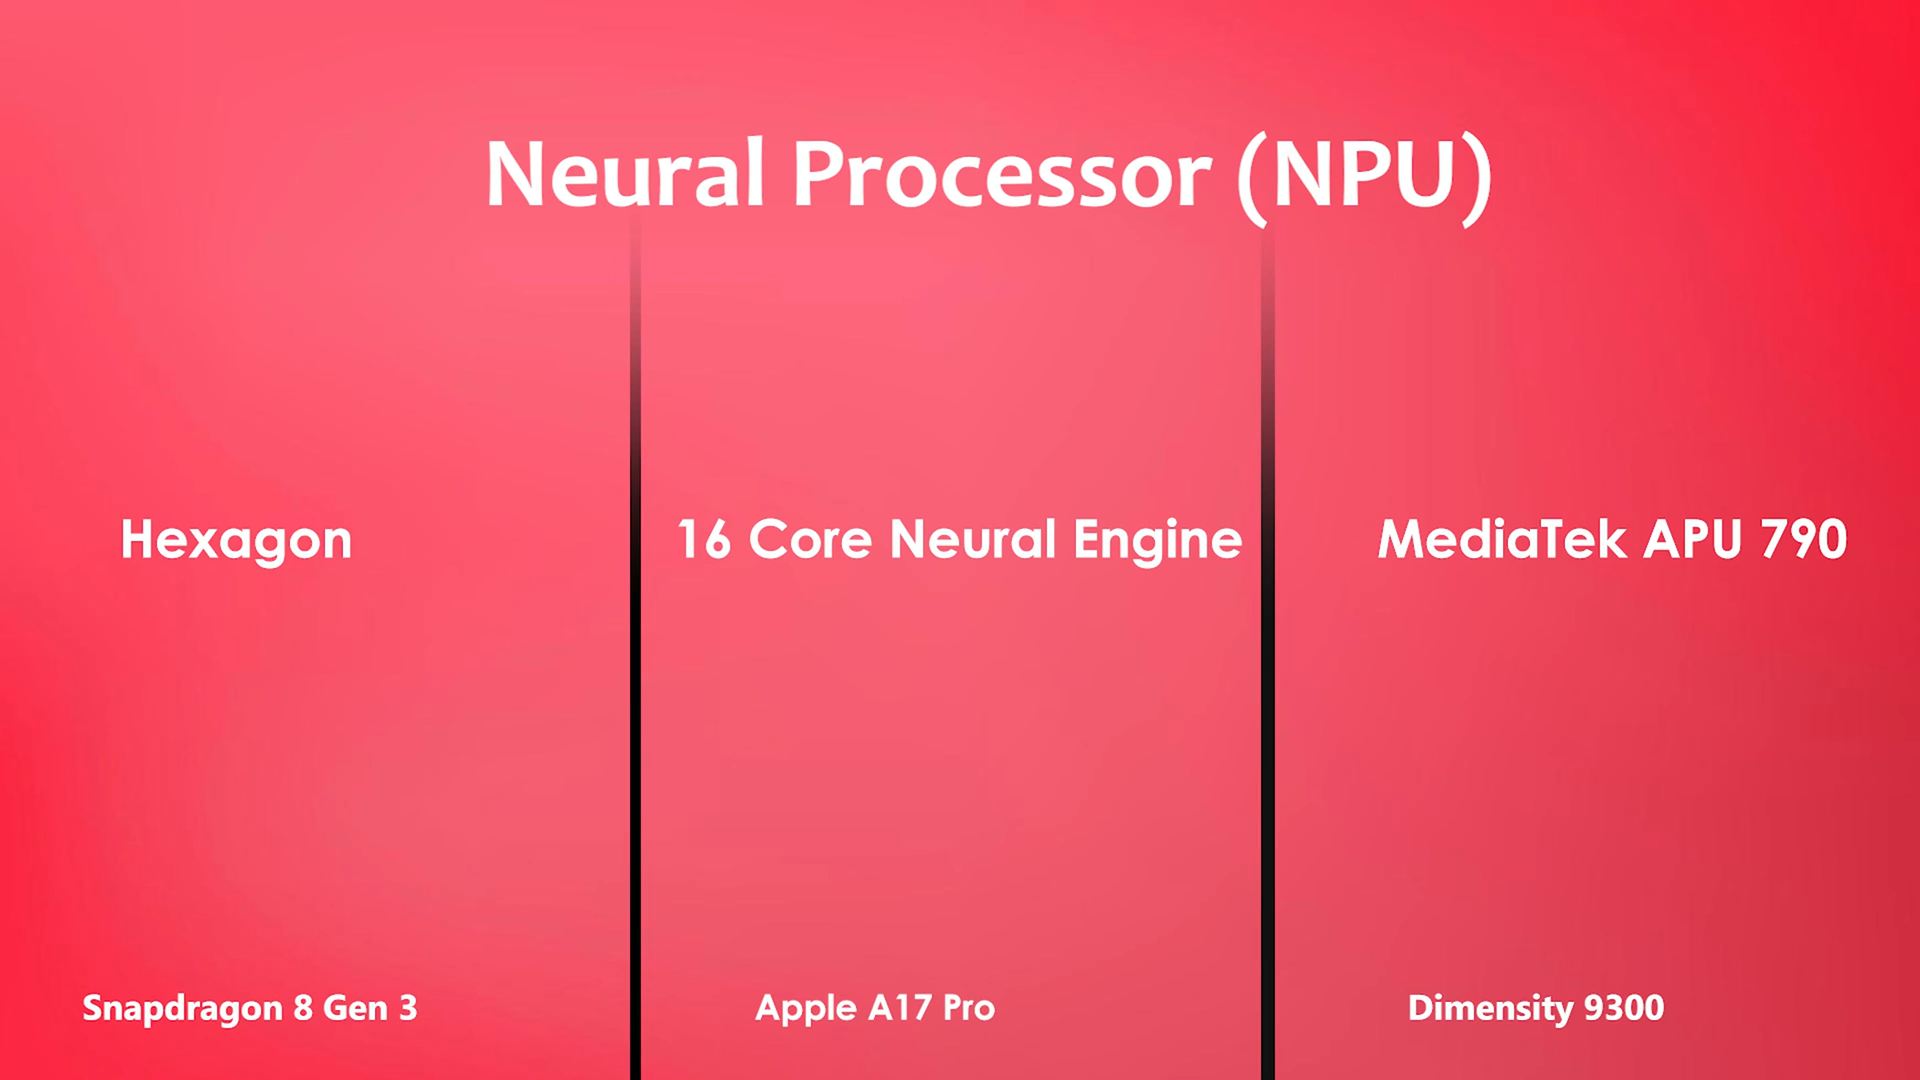 Neural Processor (NPU)
Hexagon
16 Core Neural Engine
MediaTek APU 790
Snapdragon 8 Gen 3
Apple A17 Pro
Dimensity 9300